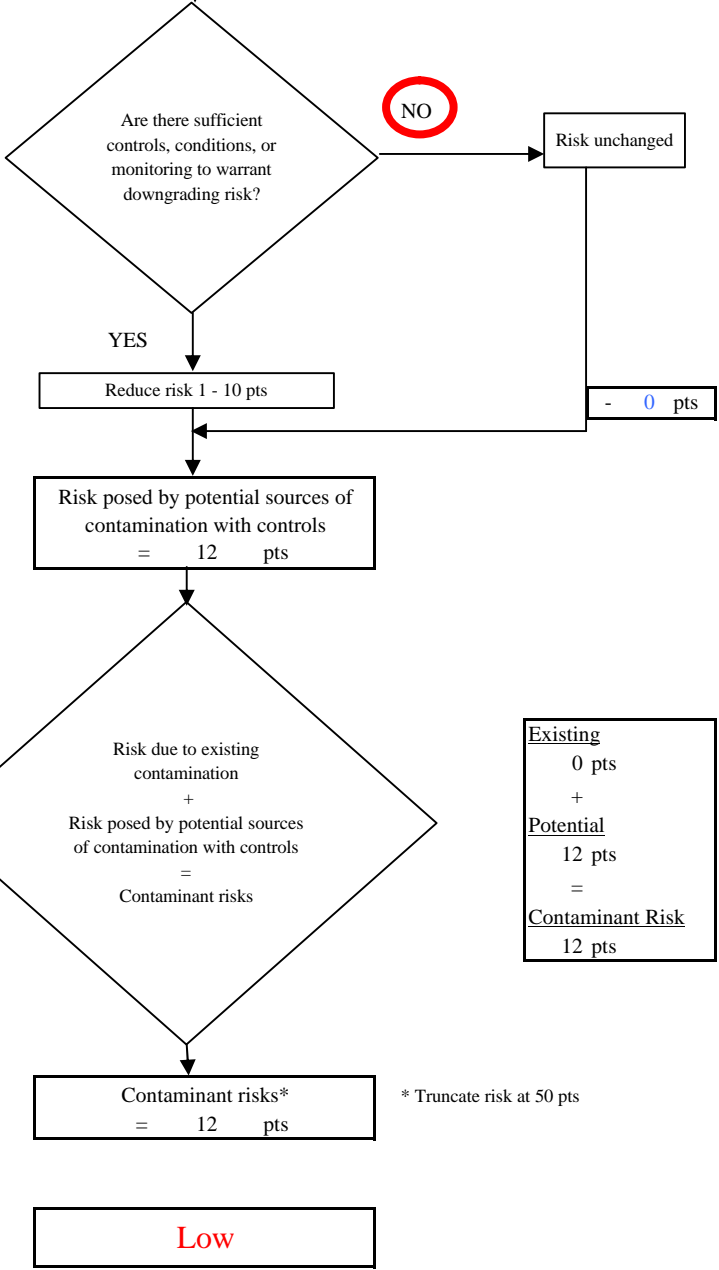 Are there sufficient
controls, conditions, or
monitoring to warrant
downgrading risk?
NO
Risk unchanged
YES
Reduce risk 1 - 10 pts
- 0 pts
Risk posed by potential sources of
contamination with controls
= 12 pts
Risk due to existing
contamination
+
Risk posed by potential sources
of contamination with controls
=
Contaminant risks
Existing
0 pts
+
Potential
12 pts
=
Contaminant Risk
12 pts
Contaminant risks*
= 12 pts
* Truncate risk at 50 pts
Low